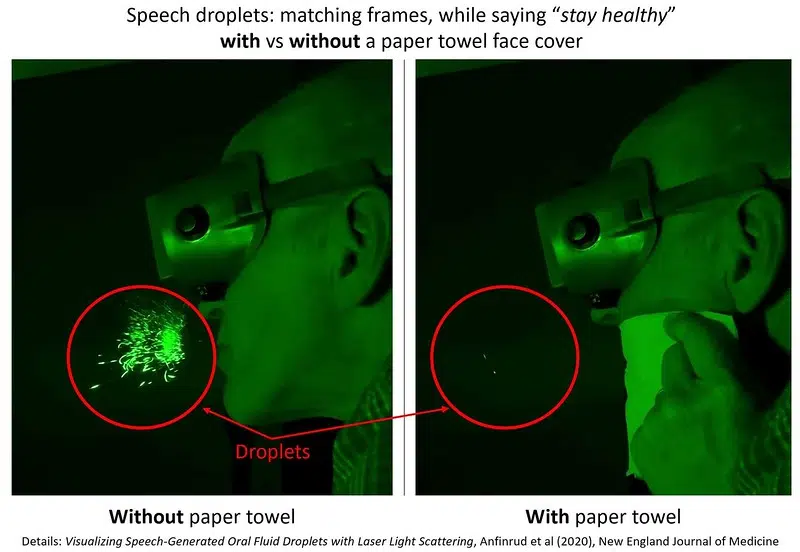 Speech droplets: matching frames, while saying “stay healthy”
with vs without a paper towel face cover
Droplets
Without paper towel
With paper towel
Details: Visualizing Speech-Generated Oral Fluid Droplets with Laser Light Scattering, Anfinrud et al (2020), New England Journal of Medicine